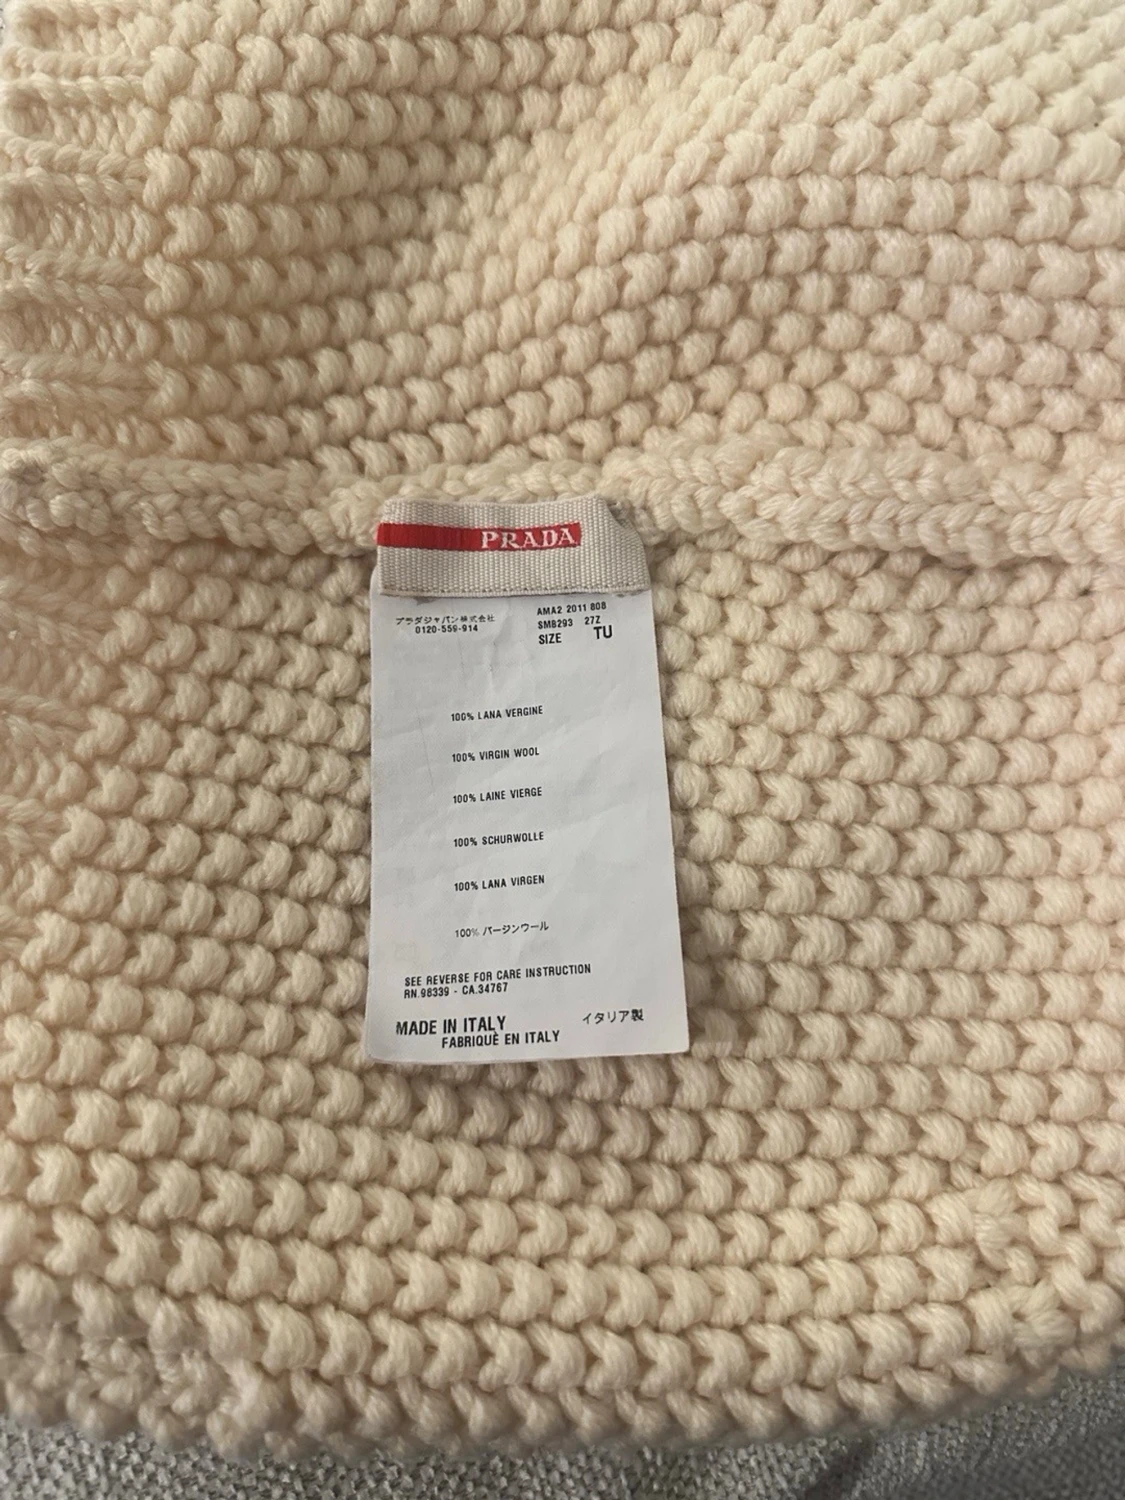 PRADA
プラダジャパン株式会社
0120-559-914
AMA2 2011 808
SMB293 27Z
SIZE TU
100% LANA VERGINE
100% VIRGIN WOOL
100% LAINE VIERGE
100% SCHURWOLLE
100% LANA VIRGEN
100% バージンウール
SEE REVERSE FOR CARE INSTRUCTION
RN.98339 - CA.34767
MADE IN ITALY
FABRIQUÈ EN ITALY
イタリア製